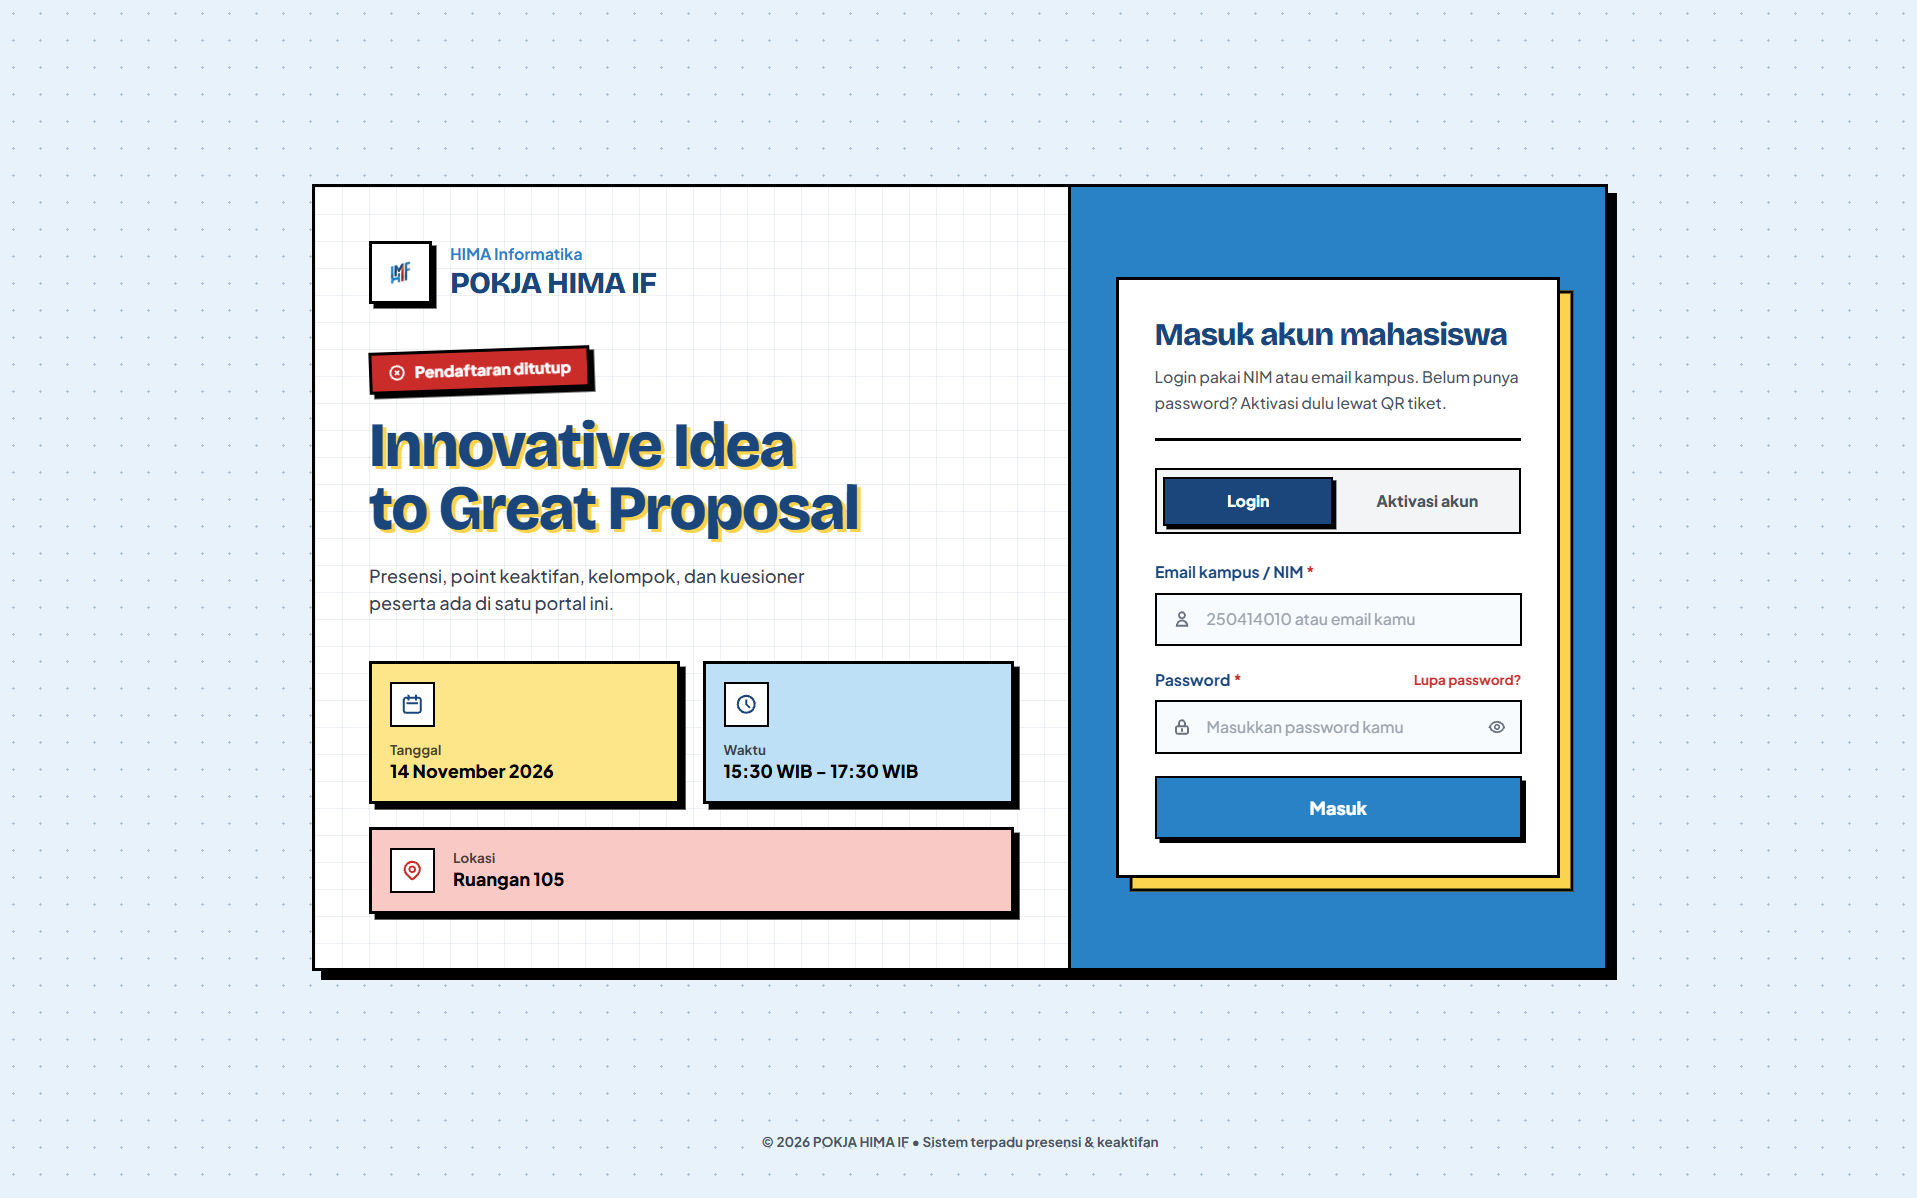 HIMA Informatika
POKJA HIMA IF
Pendaftaran ditutup
Innovative Idea
to Great Proposal
Presensi, point keaktifan, kelompok, dan kuesioner
peserta ada di satu portal ini.
Tanggal
14 November 2026
Waktu
15:30 WIB – 17:30 WIB
Lokasi
Ruangan 105
Masuk akun mahasiswa
Login pakai NIM atau email kampus. Belum punya
password? Aktivasi dulu lewat QR tiket.
Login
Aktivasi akun
Email kampus / NIM *
250414010 atau email kamu
Password *
Lupa password?
Masukkan password kamu
Masuk
© 2026 POKJA HIMA IF • Sistem terpadu presensi & keaktifan